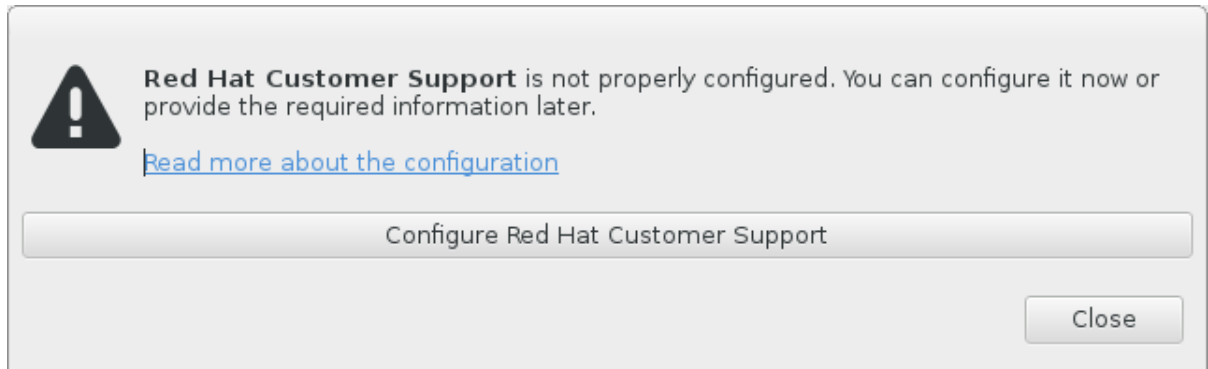 Red Hat Customer Support is not properly configured. You can configure it now or
provide the required information later.
Read more about the configuration
Configure Red Hat Customer Support
Close